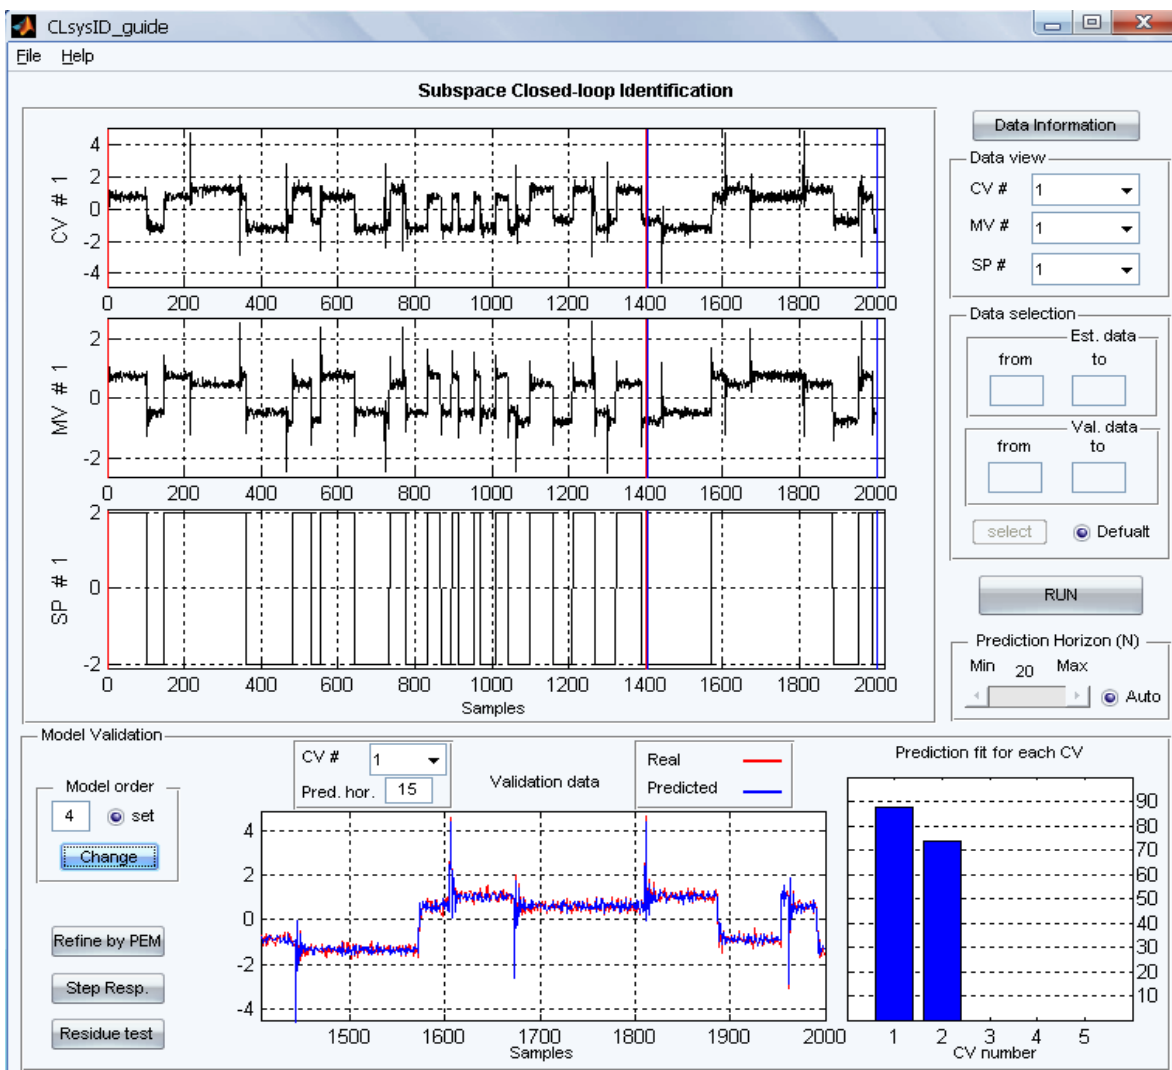 CLsysID_guide
File Help
Subspace Closed-loop Identification
CV # 1
4
2
0
-2
-4
0 200 400 600 800 1000 1200 1400 1600 1800 2000
MV # 1
2
0
-2
0 200 400 600 800 1000 1200 1400 1600 1800 2000
SP # 1
2
0
-2
0 200 400 600 800 1000 1200 1400 1600 1800 2000
Samples
Data Information
Data view
CV # 1
MV # 1
SP # 1
Data selection
Est. data
from to
Val. data
from to
select Defualt
RUN
Prediction Horizon (N)
Min 20 Max
Auto
Model Validation
Model order
4 set
Change
Refine by PEM
Step Resp.
Residue test
CV # 1
Pred. hor. 15
Validation data
Real
Predicted
4
2
0
-2
-4
1500 1600 1700 1800 1900 2000
Samples
Prediction fit for each CV
90
80
70
60
50
40
30
20
10
1 2 3 4 5
CV number